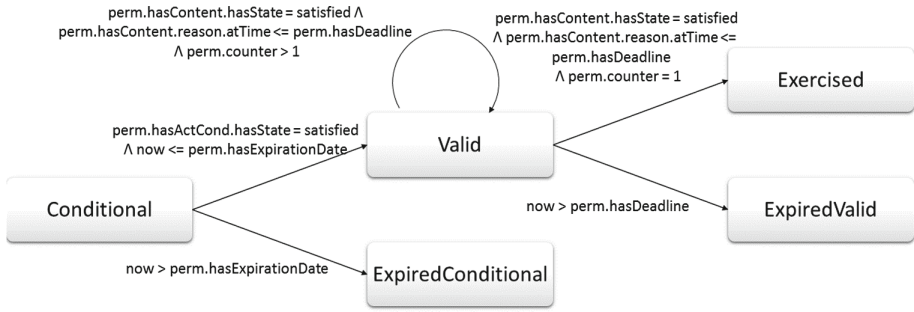 perm.hasContent.hasState = satisfied Λ
perm.hasContent.reason.atTime <= perm.hasDeadline
Λ perm.counter > 1
perm.hasContent.hasState = satisfied
Λ perm.hasContent.reason.atTime <=
perm.hasDeadline
Λ perm.counter = 1
Exercised
perm.hasActCond.hasState = satisfied
Λ now <= perm.hasExpirationDate
Valid
Conditional
now > perm.hasDeadline
ExpiredValid
now > perm.hasExpirationDate
ExpiredConditional